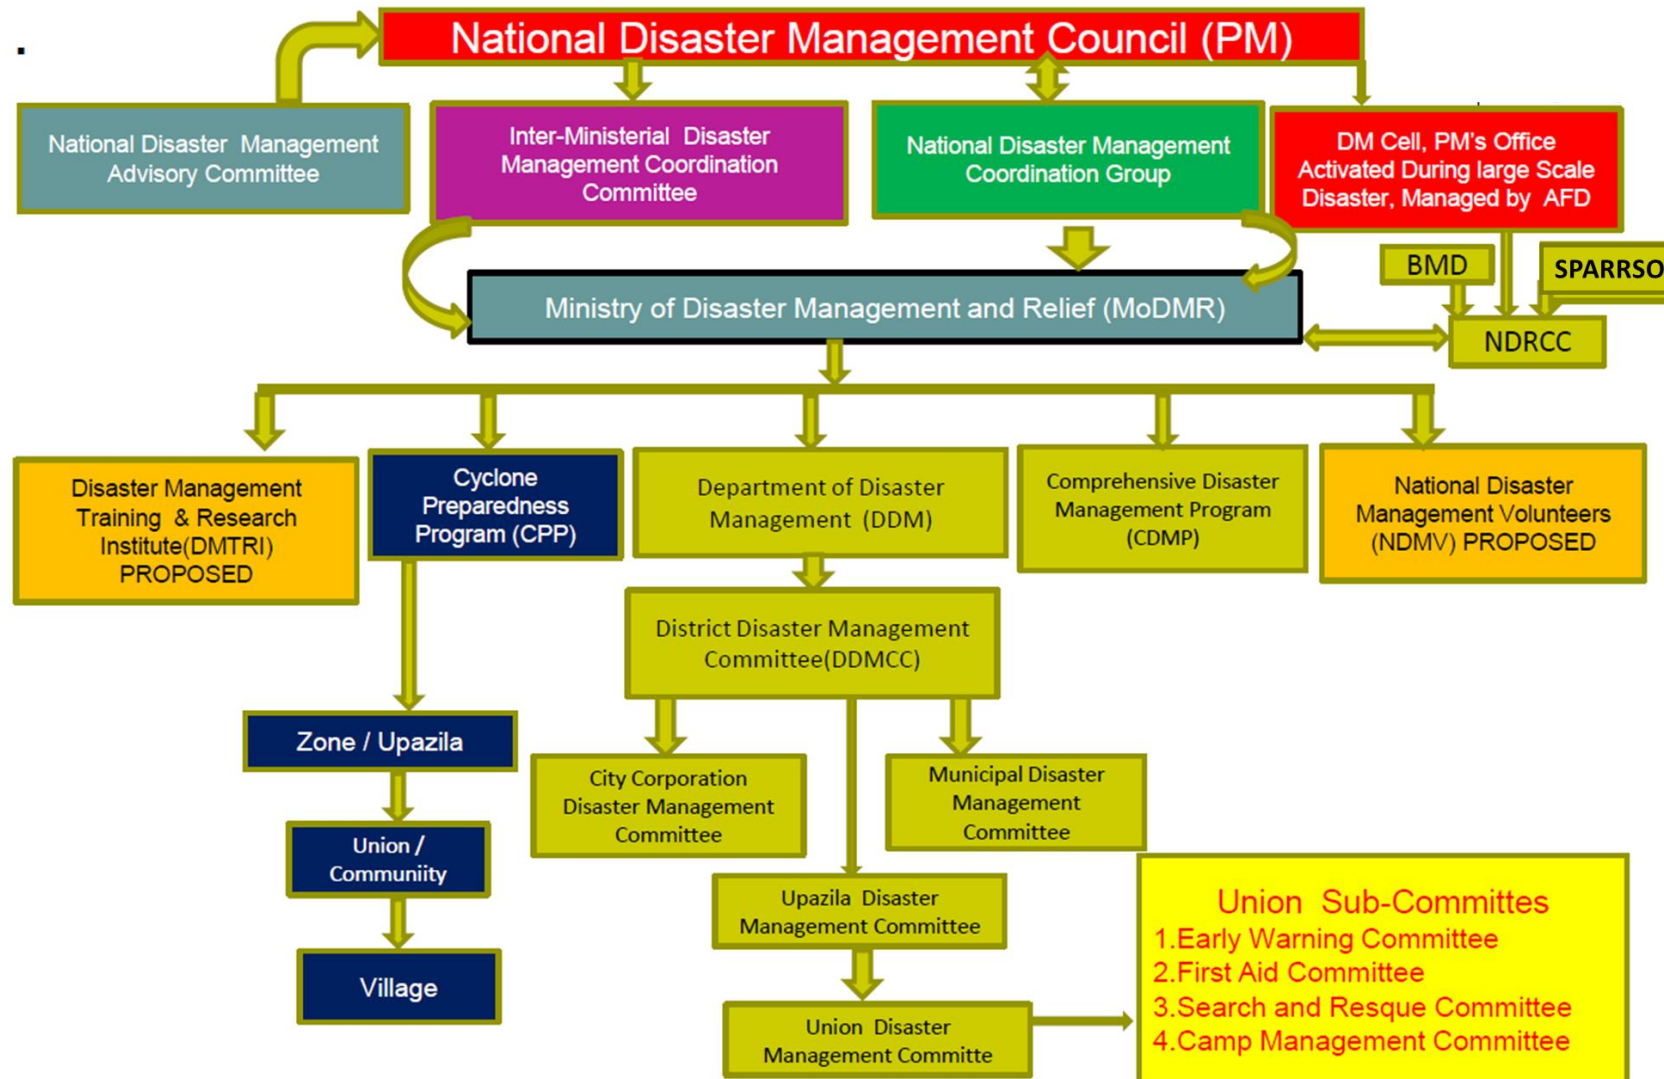 .
National Disaster Management Council (PM)
National Disaster Management
Advisory Committee
Inter-Ministerial Disaster
Management Coordination
Committee
National Disaster Management
Coordination Group
DM Cell, PM's Office
Activated During large Scale
Disaster, Managed by AFD
BMD
SPARRSO
Ministry of Disaster Management and Relief (MoDMR)
NDRCC
Disaster Management
Training & Research
Institute(DMTRI)
PROPOSED
Cyclone
Preparedness
Program (CPP)
Department of Disaster
Management (DDM)
Comprehensive Disaster
Management Program
(CDMP)
National Disaster
Management Volunteers
(NDMV) PROPOSED
District Disaster Management
Committee(DDMCC)
Zone / Upazila
City Corporation
Disaster Management
Committee
Municipal Disaster
Management
Committee
Union /
Communiity
Upazila Disaster
Management Committee
Village
Union Disaster
Management Committe
Union Sub-Committes
1.Early Warning Committee
2.First Aid Committee
3.Search and Resque Committee
4.Camp Management Committee